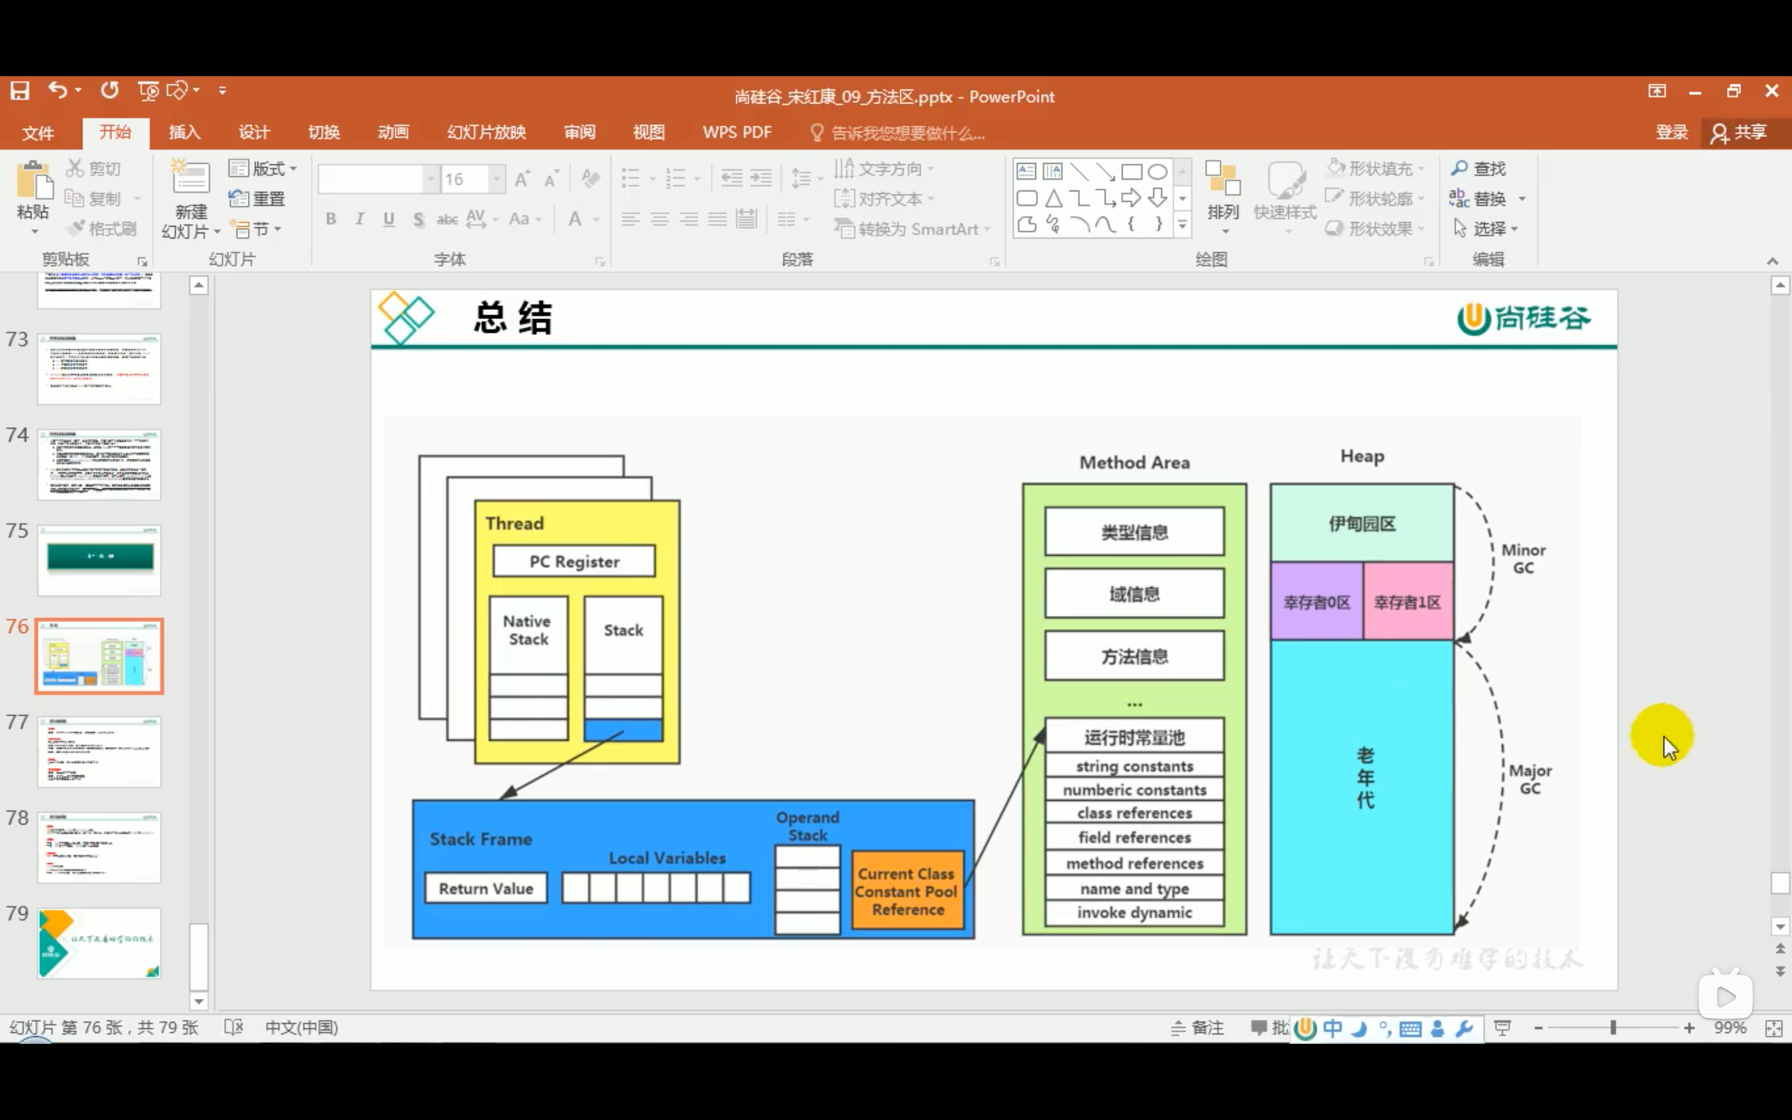 尚硅谷_宋红康_09_方法区.pptx - PowerPoint
文件 开始 插入 设计 切换 动画 幻灯片放映 审阅 视图 WPS PDF 告诉我您想要做什么... 登录 共享
粘贴
剪切
复制
格式刷
剪贴板
新建
幻灯片
版式
重置
节
幻灯片
16
B I U S abc AV Aa A
字体
文字方向
对齐文本
转换为 SmartArt
段落
排列
快速样式
形状填充
形状轮廓
形状效果
绘图
查找
替换
选择
编辑
73
74
75
76
77
78
79
总结
尚硅谷
Thread
PC Register
Native
Stack
Stack
Stack Frame
Return Value
Local Variables
Operand
Stack
Current Class
Constant Pool
Reference
Method Area
类型信息
域信息
方法信息
...
运行时常量池
string constants
numberic constants
class references
field references
method references
name and type
invoke dynamic
Heap
伊甸园区
幸存者0区
幸存者1区
老
年
代
Minor
GC
Major
GC
让天下没有难学的技术
幻灯片 第 76 张，共 79 张 中文(中国) 备注 批 中 99%